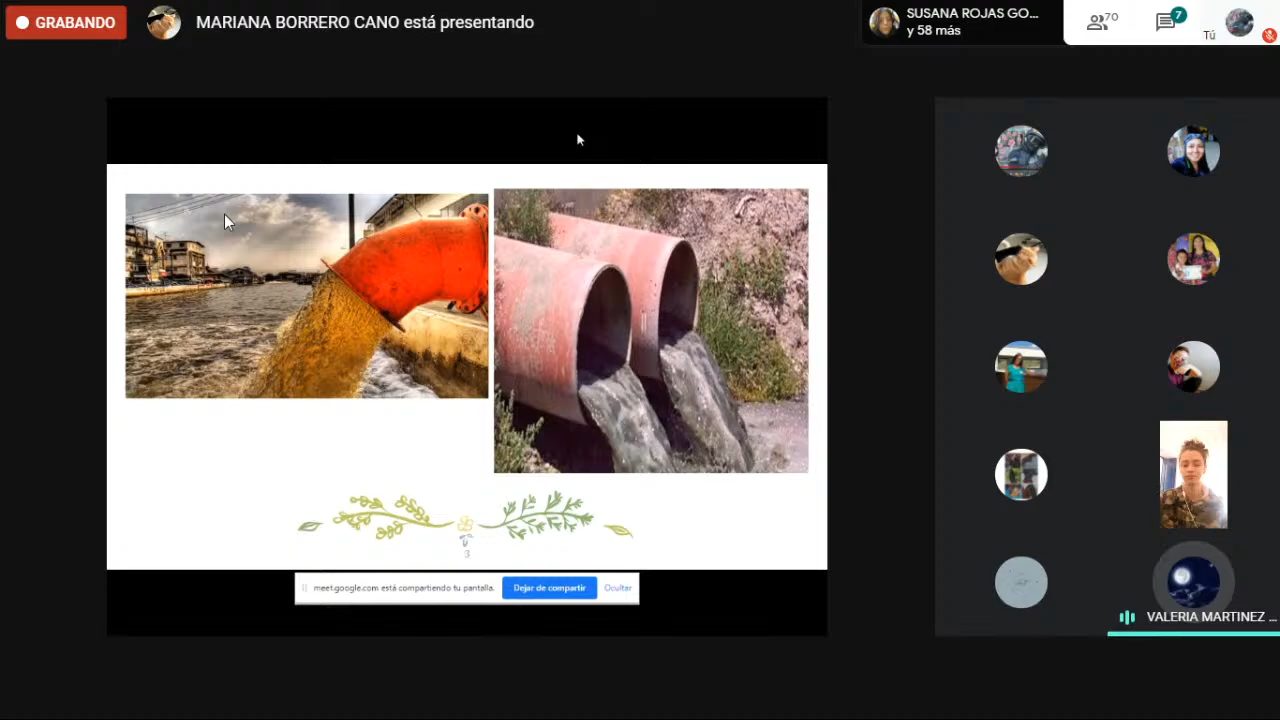 GRABANDO
MARIANA BORRERO CANO está presentando
SUSANA ROJAS GO...
y 58 más
70
7
Tú
3
meet.google.com está compartiendo tu pantalla.
Dejar de compartir
Ocultar
VALERIA MARTINEZ ...